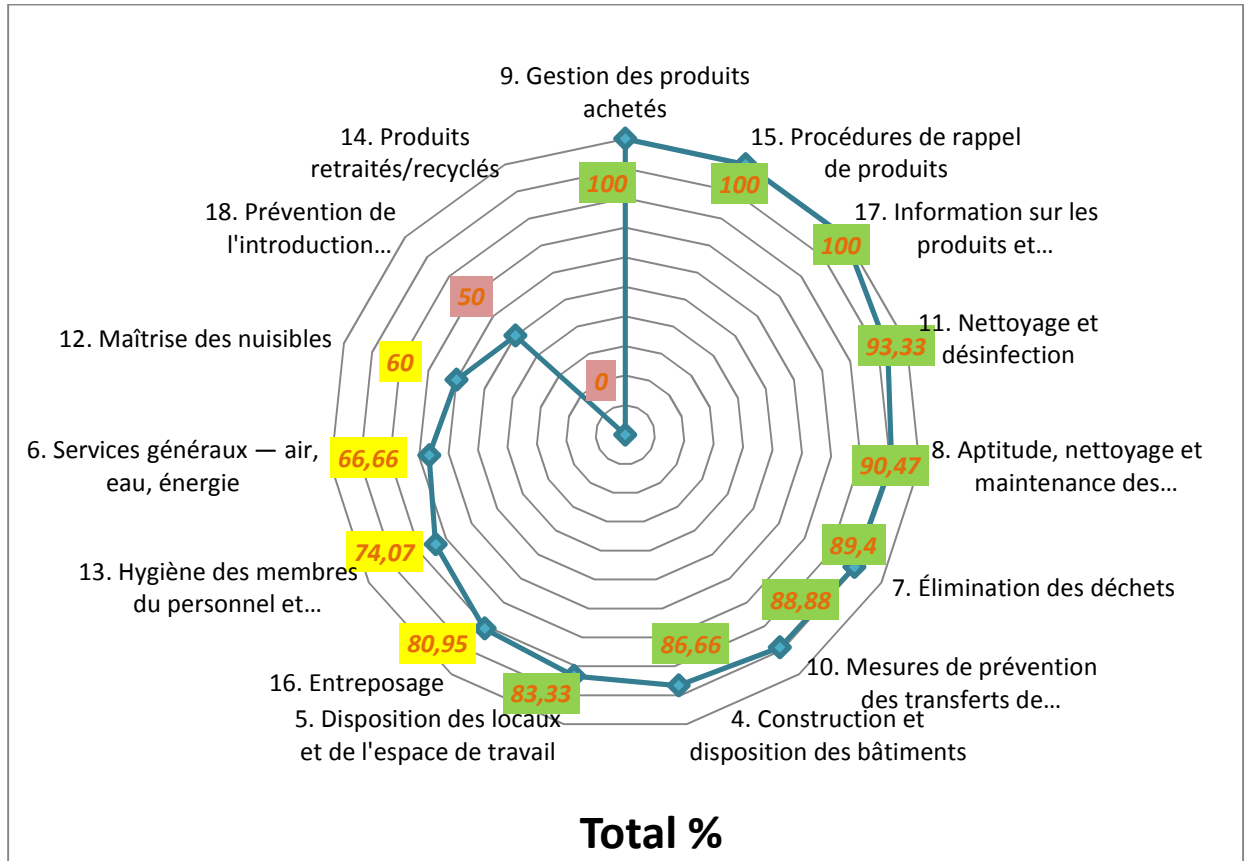 9. Gestion des produits
achetés
14. Produits
retraités/recyclés
15. Procédures de rappel
de produits
100
100
18. Prévention de
l'introduction…
17. Information sur les
produits et…
100
50
12. Maîtrise des nuisibles
11. Nettoyage et
désinfection
93,33
60
0
6. Services généraux — air,
eau, énergie
66,66
8. Aptitude, nettoyage et
maintenance des…
90,47
74,07
89,4
13. Hygiène des membres
du personnel et…
7. Élimination des déchets
88,88
80,95
86,66
10. Mesures de prévention
des transferts de…
16. Entreposage
83,33
5. Disposition des locaux
et de l'espace de travail
4. Construction et
disposition des bâtiments
Total %